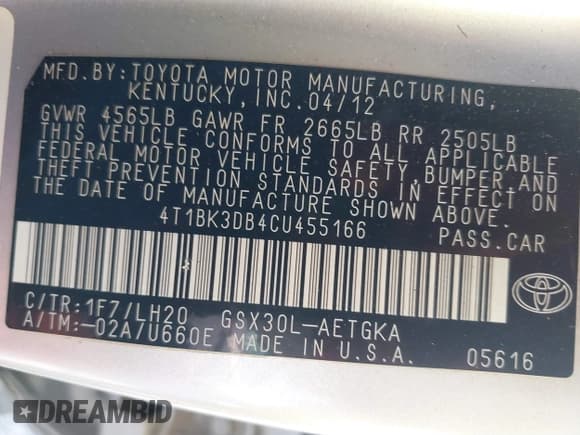 MFD.BY:TOYOTA MOTOR MANUFACTURING,
KENTUCKY, INC.04/12
GVWR 4565LB GAWR FR 2665LB RR 2505LB
THIS VEHICLE CONFORMS TO ALL APPLICABLE
FEDERAL MOTOR VEHICLE SAFETY, BUMPER AND
THEFT PREVENTION STANDARDS IN EFFECT ON
THE DATE OF MANUFACTURE SHOWN ABOVE.
4T1BK3DB4CU455166 PASS.CAR
C/TR:1F7/LH20 GSX30L-AETGKA
A/TM:-02A/U660E MADE IN U.S.A. 05616
TOYOTA
DREAMBID